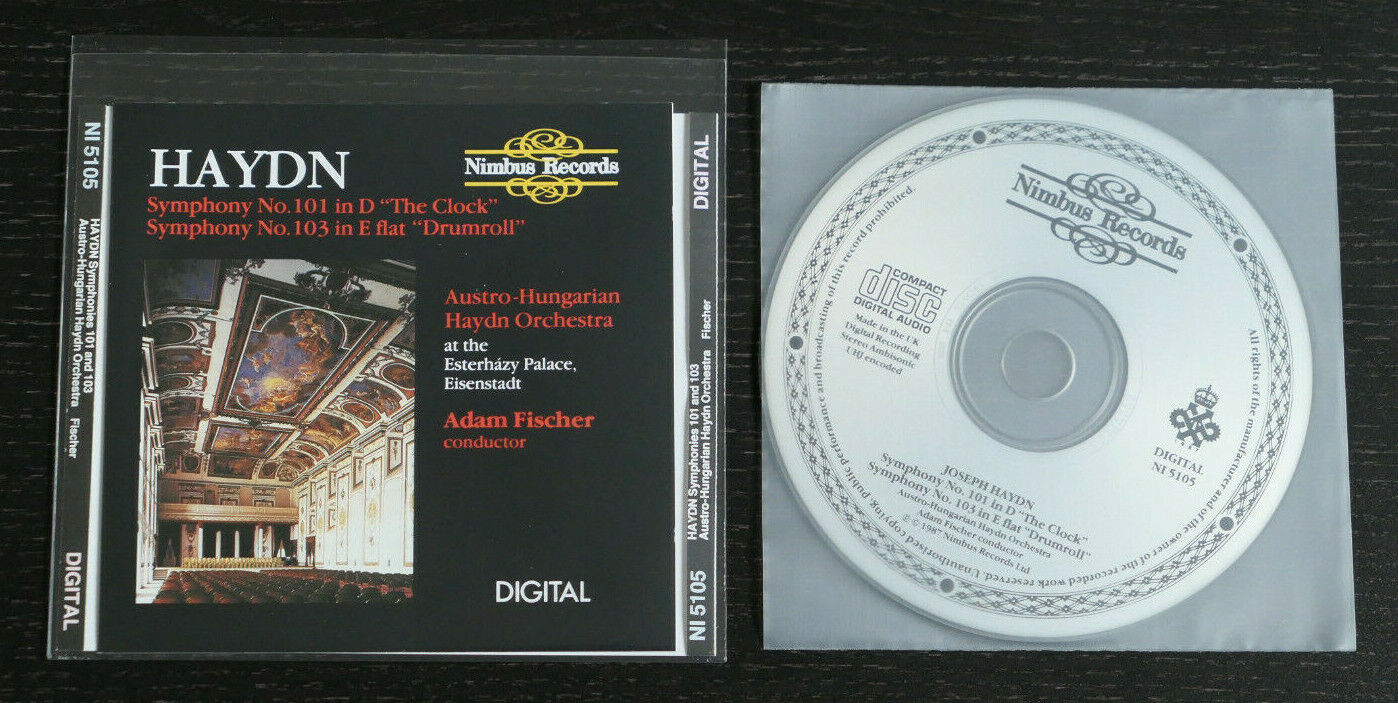 NI 5105
HAYDN Symphonies 101 and 103
Austro-Hungarian Haydn Orchestra Fischer
DIGITAL
HAYDN
Nimbus Records
Symphony No. 101 in D “The Clock”
Symphony No. 103 in E flat “Drumroll”
Austro-Hungarian
Haydn Orchestra
at the
Esterházy Palace,
Eisenstadt
Adam Fischer
conductor
DIGITAL
DIGITAL
HAYDN Symphonies 101 and 103
Austro-Hungarian Haydn Orchestra Fischer
NI 5105
Nimbus Records
COMPACT
disc
DIGITAL AUDIO
Made in the UK
Digital Recording
Stereo Ambisonic
UHJ encoded
DIGITAL
NI 5105
JOSEPH HAYDN
Symphony No. 101 in D “The Clock”
Symphony No. 103 in E flat “Drumroll”
Austro-Hungarian Haydn Orchestra
Adam Fischer conductor
℗ © 1987 Nimbus Records Ltd
All rights of the manufacturer and of the owner of the recorded work reserved. Unauthorised copying, public performance and broadcasting of this record prohibited.